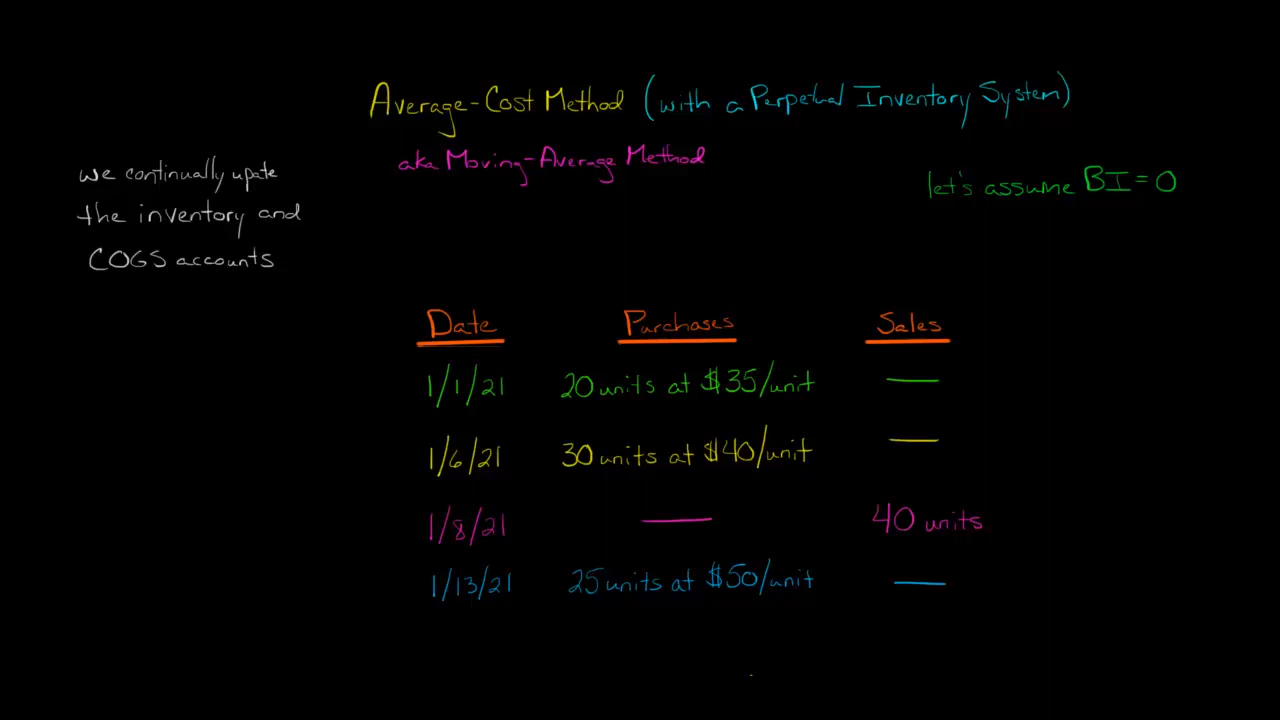 Average-Cost Method (with a Perpetual Inventory System)
aka Moving-Average Method
we continually upate
the inventory and
COGS accounts
let's assume BI = 0
Date Purchases Sales
1/1/21 20 units at $35/unit —
1/6/21 30 units at $40/unit —
1/8/21 — 40 units
1/13/21 25 units at $50/unit —